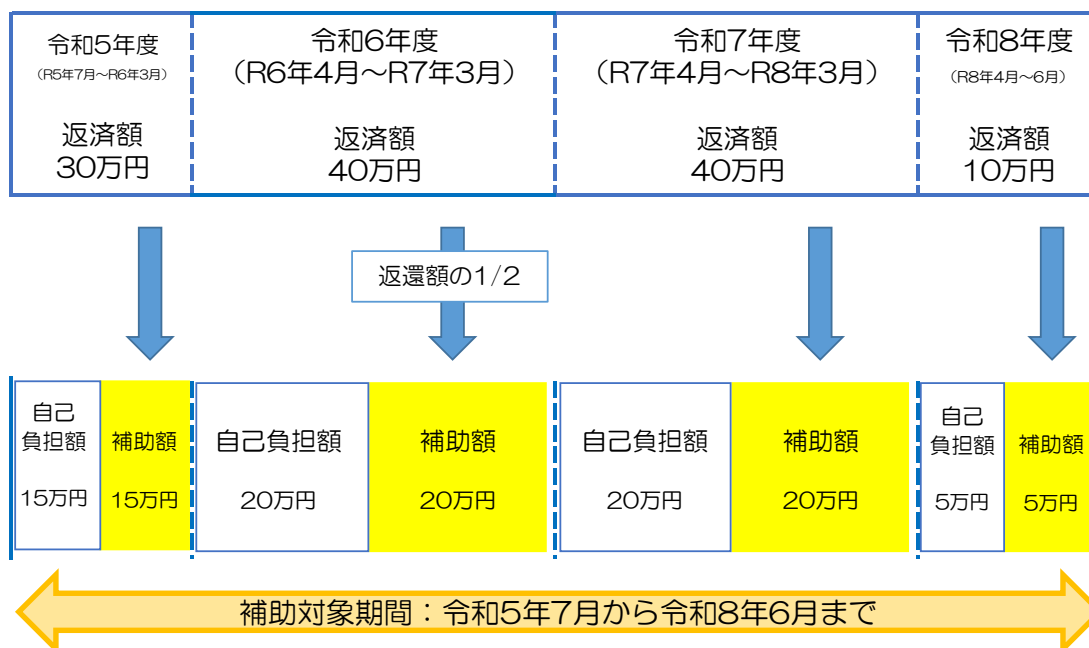 令和5年度
（R5年7月～R6年3月）
返済額
30万円
令和6年度
（R6年4月～R7年3月）
返済額
40万円
令和7年度
（R7年4月～R8年3月）
返済額
40万円
令和8年度
（R8年4月～6月）
返済額
10万円
返還額の1/2
自己
負担額
15万円
補助額
15万円
自己負担額
20万円
補助額
20万円
自己負担額
20万円
補助額
20万円
自己
負担額
5万円
補助額
5万円
補助対象期間：令和5年7月から令和8年6月まで